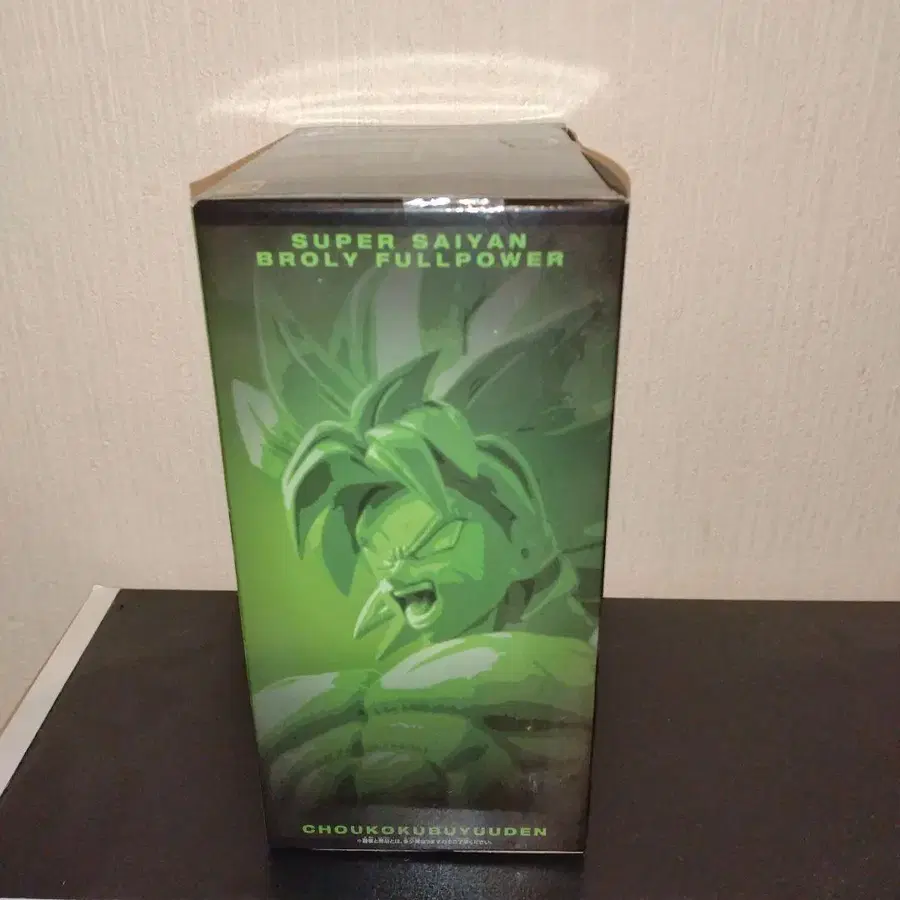 SUPER SAIYAN
BROLY FULLPOWER
CHOUKOKUBUYUUDEN